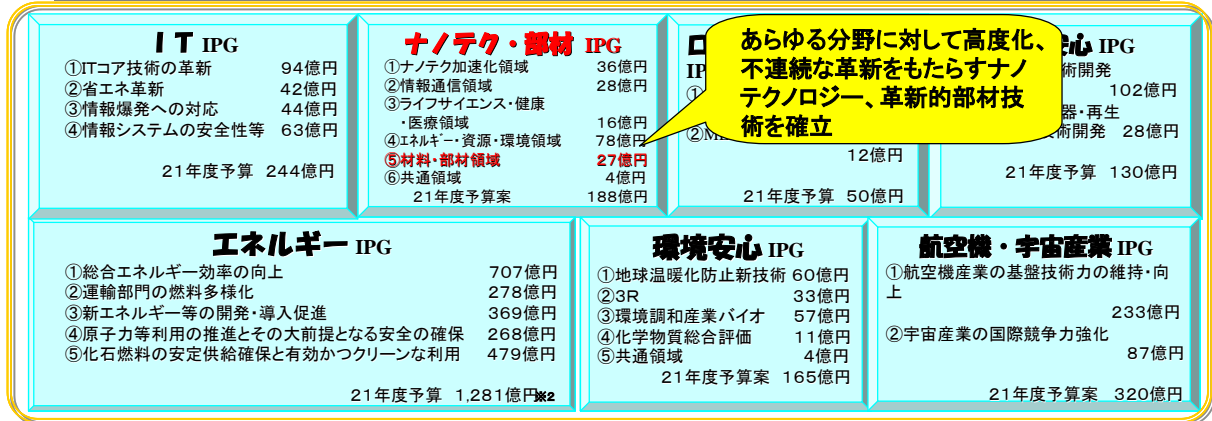 IT IPG
①ITコア技術の革新 94億円
②省エネ革新 42億円
③情報爆発への対応 44億円
④情報システムの安全性等 63億円
21年度予算 244億円
ナノテク・部材 IPG
①ナノテク加速化領域 36億円
②情報通信領域 28億円
③ライフサイエンス・健康
・医療領域 16億円
④エネルギー・資源・環境領域 78億円
⑤材料・部材領域 27億円
⑥共通領域 4億円
21年度予算案 188億円
あらゆる分野に対して高度化、
不連続な革新をもたらすナノ
テクノロジー、革新的部材技
術を確立
ロ
IP
①
②M
12億円
21年度予算 50億円
心 IPG
術開発
102億円
器・再生
術開発 28億円
21年度予算 130億円
エネルギー IPG
①総合エネルギー効率の向上 707億円
②運輸部門の燃料多様化 278億円
③新エネルギー等の開発・導入促進 369億円
④原子力等利用の推進とその大前提となる安全の確保 268億円
⑤化石燃料の安定供給確保と有効かつクリーンな利用 479億円
21年度予算 1,281億円※2
環境安心 IPG
①地球温暖化防止新技術 60億円
②3R 33億円
③環境調和産業バイオ 57億円
④化学物質総合評価 11億円
⑤共通領域 4億円
21年度予算案 165億円
航空機・宇宙産業 IPG
①航空機産業の基盤技術力の維持・向
上
233億円
②宇宙産業の国際競争力強化
87億円
21年度予算案 320億円